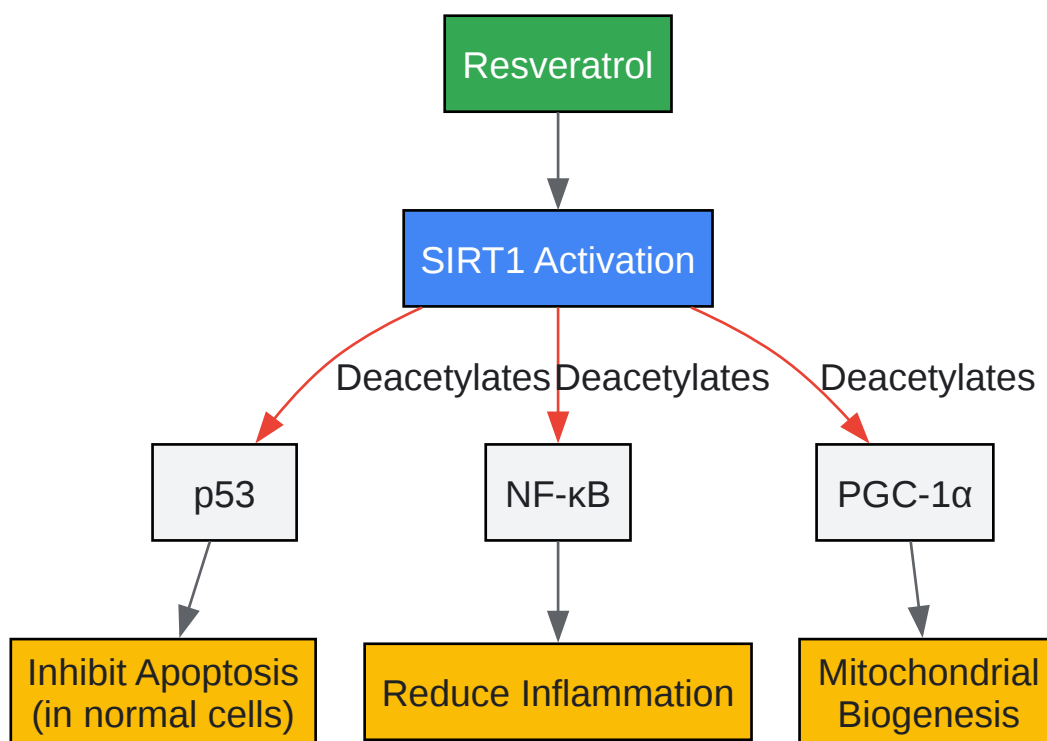 Resveratrol
SIRT1 Activation
Deacetylates
Deacetylates
Deacetylates
p53
NF-κB
PGC-1α
Inhibit Apoptosis
(in normal cells)
Reduce Inflammation
Mitochondrial
Biogenesis